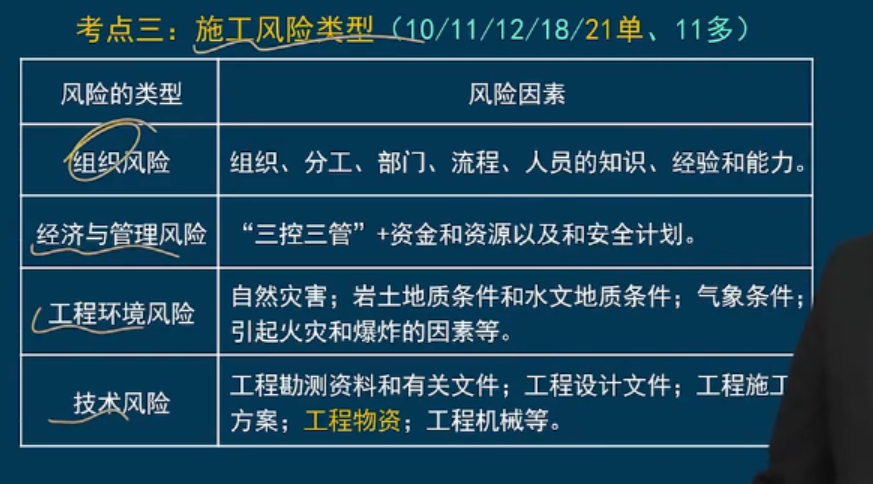 考点三：施工风险类型（10/11/12/18/21单、11多）
风险的类型
风险因素
组织风险
组织、分工、部门、流程、人员的知识、经验和能力。
经济与管理风险
“三控三管”+资金和资源以及和安全计划。
工程环境风险
自然灾害；岩土地质条件和水文地质条件；气象条件；
引起火灾和爆炸的因素等。
技术风险
工程勘测资料和有关文件；工程设计文件；工程施工
方案；工程物资；工程机械等。